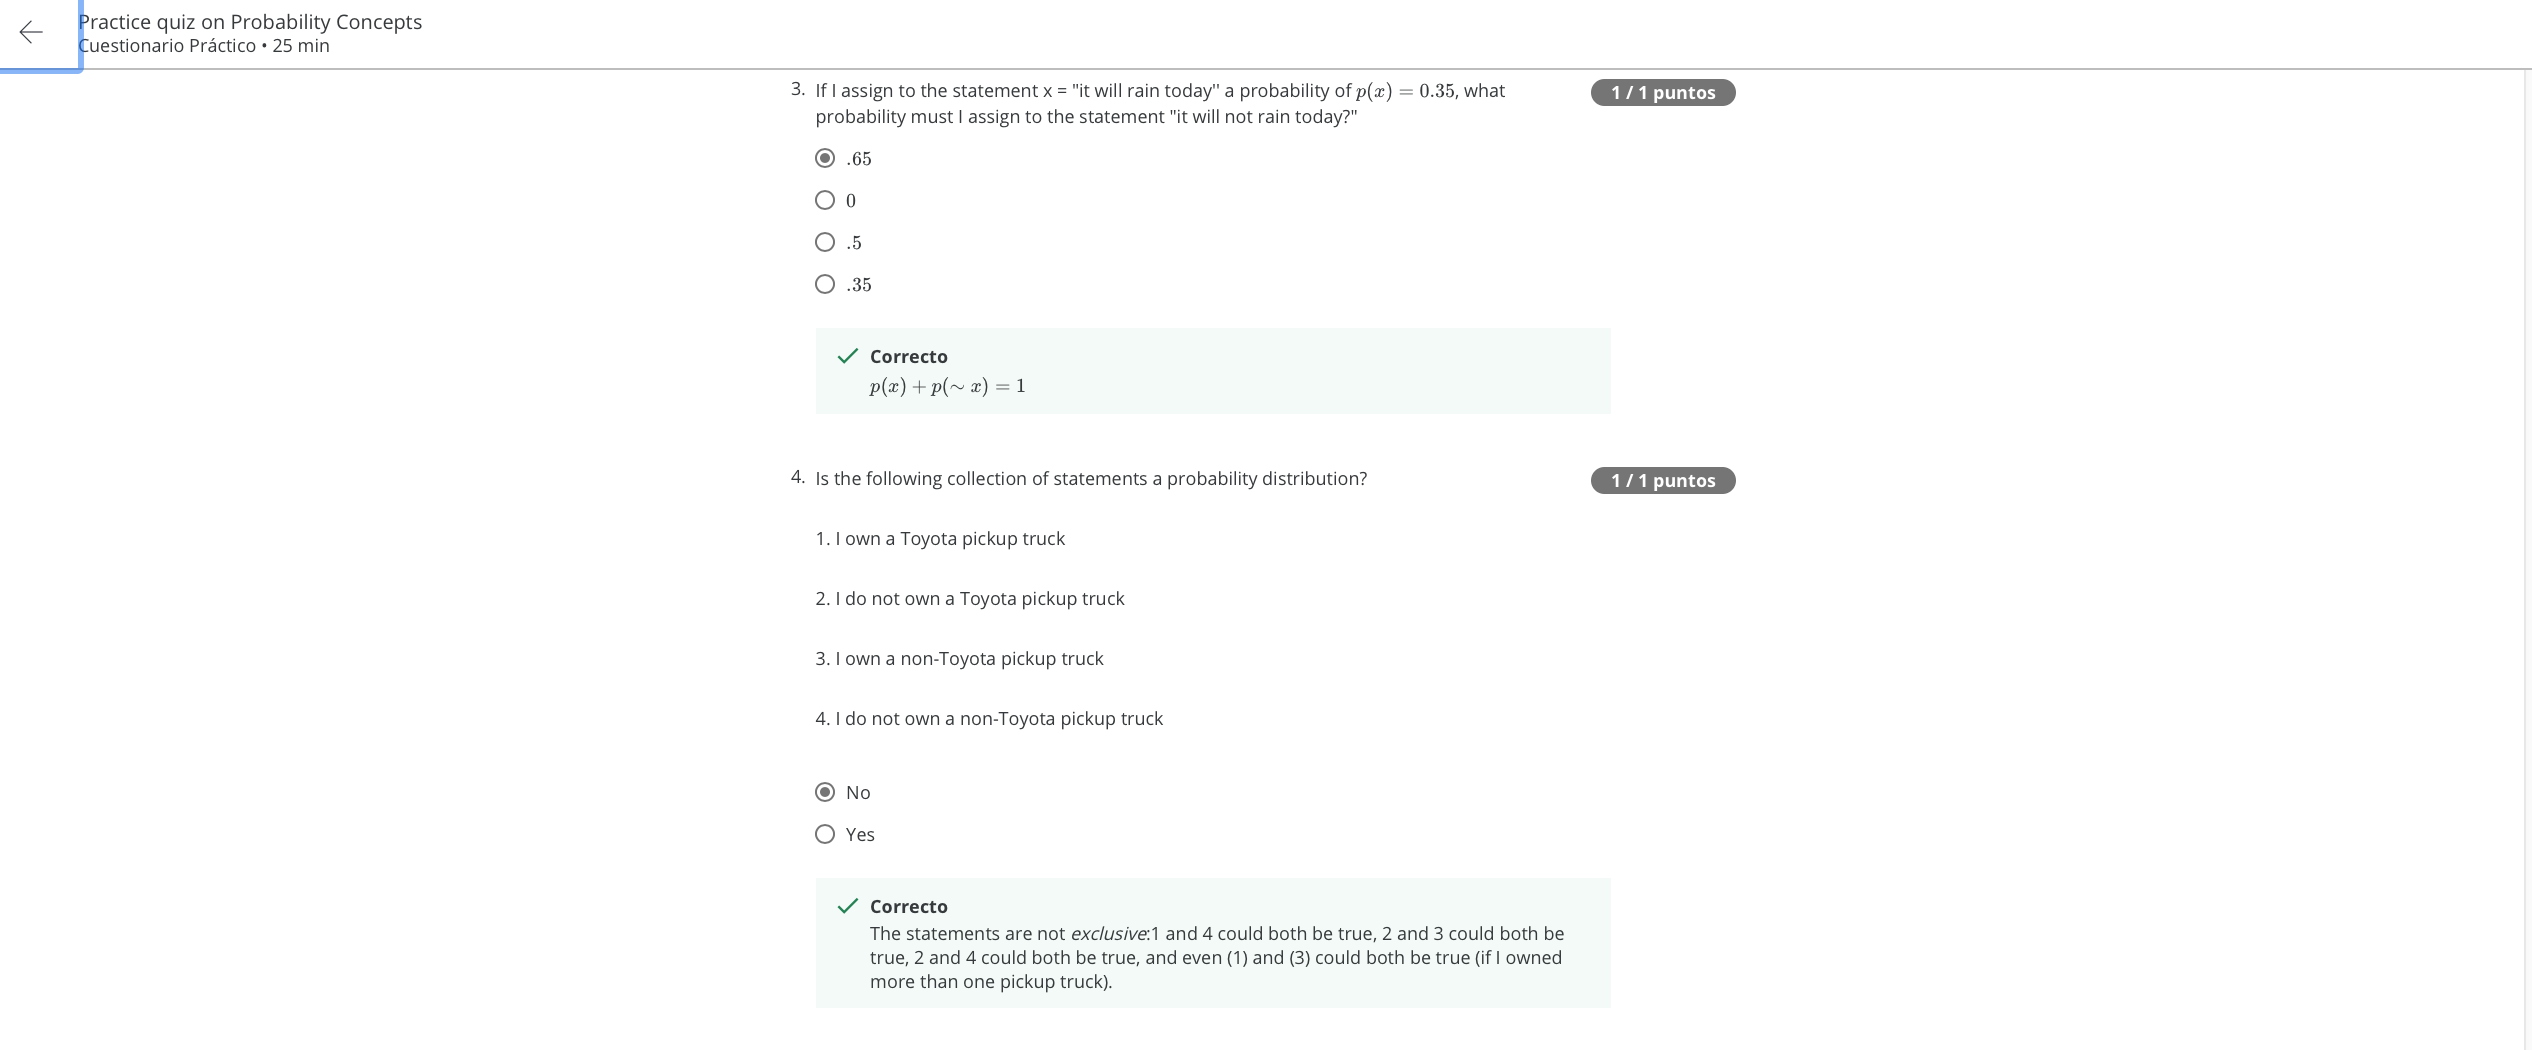 Practice quiz on Probability Concepts
Cuestionario Práctico • 25 min
3. If I assign to the statement x = "it will rain today'' a probability of p(x) = 0.35, what
probability must I assign to the statement "it will not rain today?"
1 / 1 puntos
.65
0
.5
.35
Correcto
p(x) + p(∼ x) = 1
4. Is the following collection of statements a probability distribution?
1 / 1 puntos
1. I own a Toyota pickup truck
2. I do not own a Toyota pickup truck
3. I own a non-Toyota pickup truck
4. I do not own a non-Toyota pickup truck
No
Yes
Correcto
The statements are not exclusive:1 and 4 could both be true, 2 and 3 could both be
true, 2 and 4 could both be true, and even (1) and (3) could both be true (if I owned
more than one pickup truck).